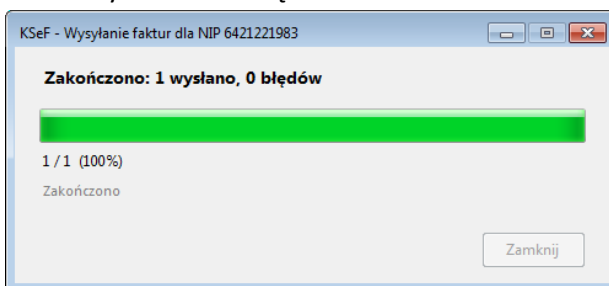 KSeF - Wysyłanie faktur dla NIP 6421221983
Zakończono: 1 wysłano, 0 błędów
1 / 1 (100%)
Zakończono
Zamknij